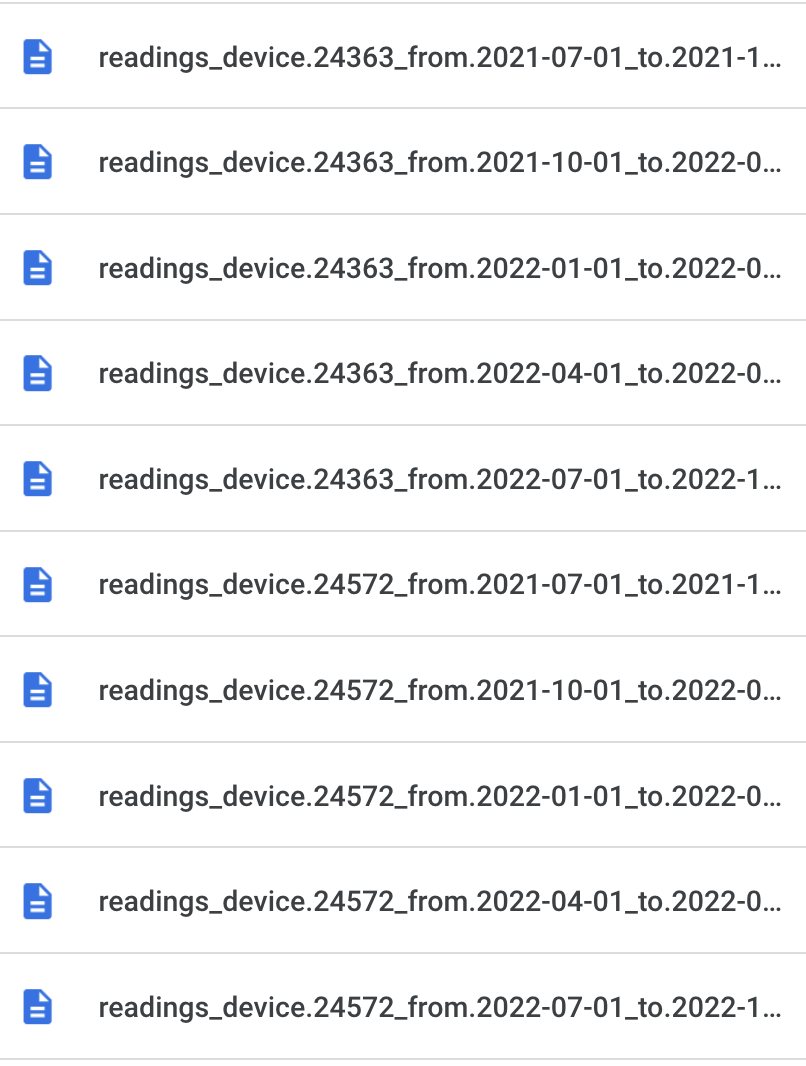 readings_device.24363_from.2021-07-01_to.2021-1...
readings_device.24363_from.2021-10-01_to.2022-0...
readings_device.24363_from.2022-01-01_to.2022-0...
readings_device.24363_from.2022-04-01_to.2022-0...
readings_device.24363_from.2022-07-01_to.2022-1...
readings_device.24572_from.2021-07-01_to.2021-1...
readings_device.24572_from.2021-10-01_to.2022-0...
readings_device.24572_from.2022-01-01_to.2022-0...
readings_device.24572_from.2022-04-01_to.2022-0...
readings_device.24572_from.2022-07-01_to.2022-1...